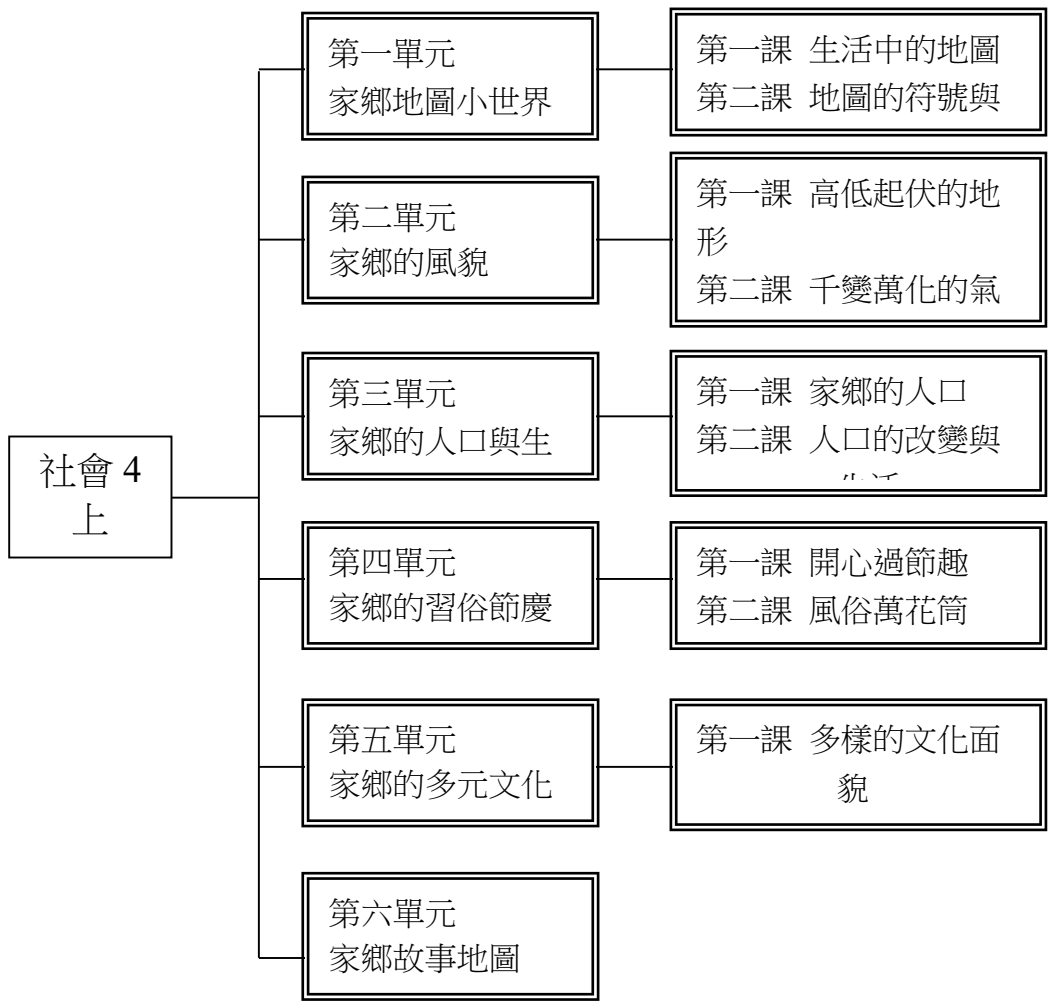 第一單元
家鄉地圖小世界
第一課 生活中的地圖
第二課 地圖的符號與
第二單元
家鄉的風貌
第一課 高低起伏的地
形
第二課 千變萬化的氣
第三單元
家鄉的人口與生
第一課 家鄉的人口
第二課 人口的改變與
社會 4
上
第四單元
家鄉的習俗節慶
第一課 開心過節趣
第二課 風俗萬花筒
第五單元
家鄉的多元文化
第一課 多樣的文化面
貌
第六單元
家鄉故事地圖